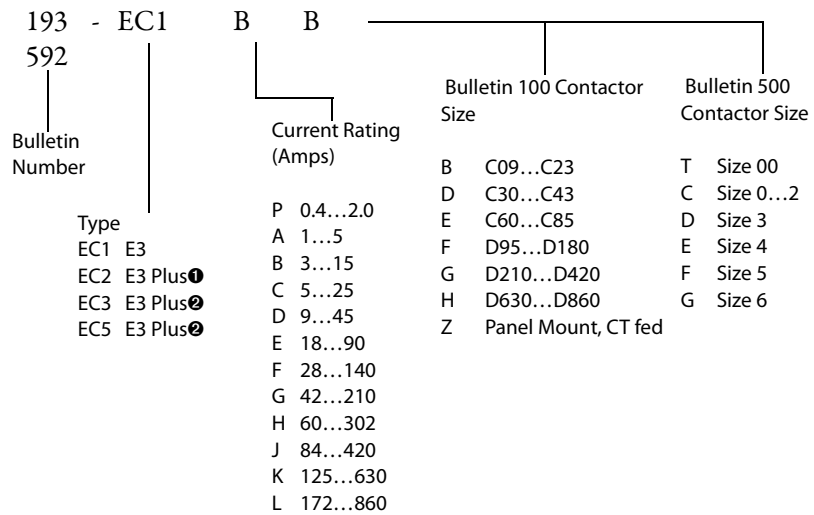 193 - EC1 B B
592
Bulletin
Number
Type
EC1 E3
EC2 E3 Plus❶
EC3 E3 Plus❷
EC5 E3 Plus❷
Current Rating
(Amps)
P 0.4…2.0
A 1…5
B 3…15
C 5…25
D 9…45
E 18…90
F 28…140
G 42…210
H 60…302
J 84…420
K 125…630
L 172…860
Bulletin 100 Contactor
Size
B C09…C23
D C30…C43
E C60…C85
F D95…D180
G D210…D420
H D630…D860
Z Panel Mount, CT fed
Bulletin 500
Contactor Size
T Size 00
C Size 0…2
D Size 3
E Size 4
F Size 5
G Size 6